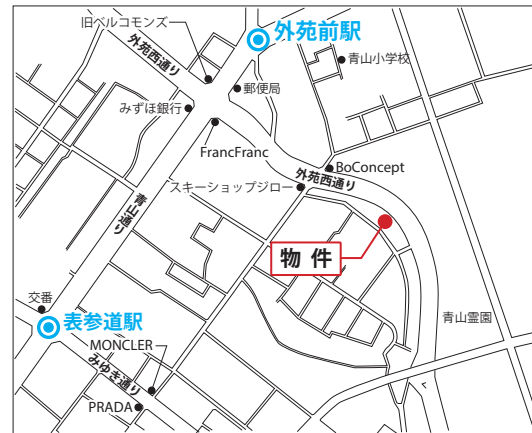 旧ベルコモンズ
外苑前駅
外苑西通り
青山小学校
郵便局
みずほ銀行
FrancFranc
BoConcept
外苑西通り
スキーショップジロー
青山通り
物件
交番
表参道駅
青山霊園
MONCLER
みゆき通り
PRADA